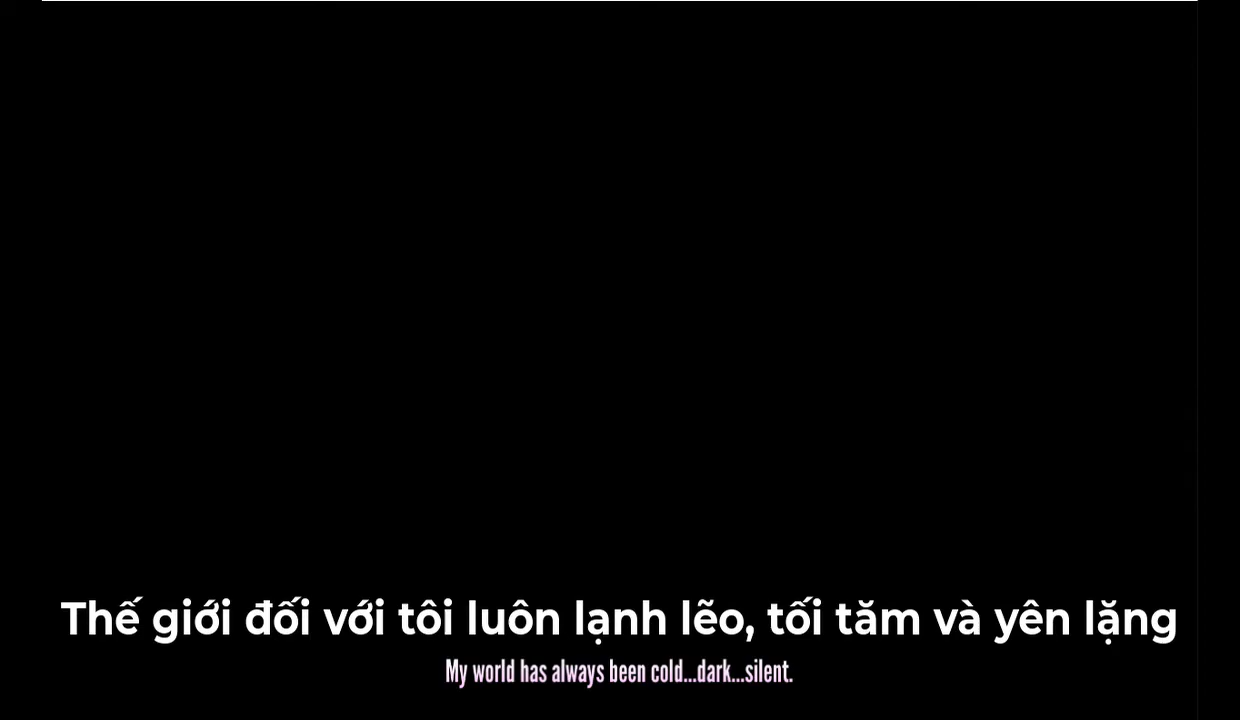 Thế giới đối với tôi luôn lạnh lẽo, tối tăm và yên lặng
My world has always been cold...dark...silent.